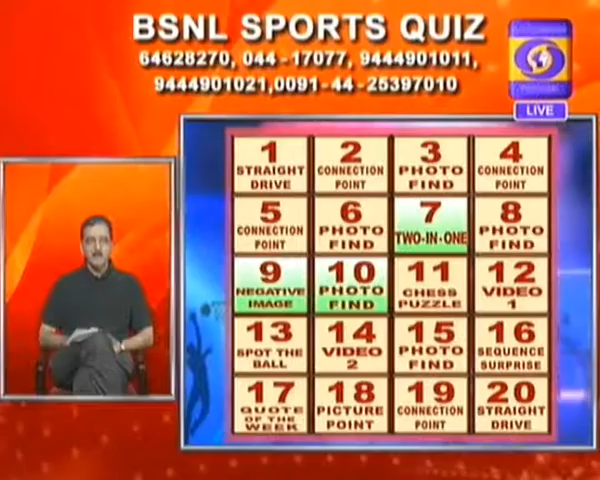 BSNL SPORTS QUIZ
64628270, 044-17077, 9444901011,
9444901021,0091-44-25397010
LIVE
1
STRAIGHT
DRIVE
2
CONNECTION
POINT
3
PHOTO
FIND
4
CONNECTION
POINT
5
CONNECTION
POINT
6
PHOTO
FIND
7
TWO-IN-ONE
8
PHOTO
FIND
9
NEGATIVE
IMAGE
10
PHOTO
FIND
11
CHESS
PUZZLE
12
VIDEO
1
13
SPOT THE
BALL
14
VIDEO
2
15
PHOTO
FIND
16
SEQUENCE
SURPRISE
17
QUOTE
OF THE
WEEK
18
PICTURE
POINT
19
CONNECTION
POINT
20
STRAIGHT
DRIVE